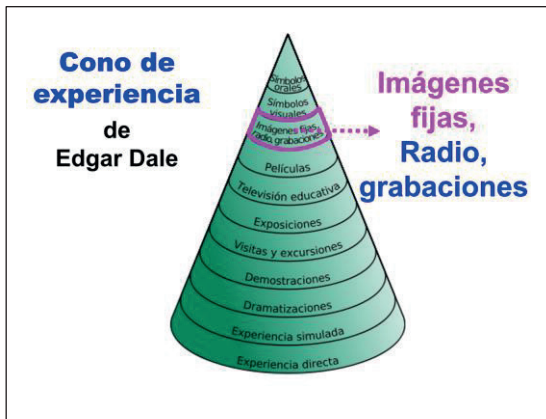 Cono de
experiencia
de
Edgar Dale
Símbolos
orales
Símbolos
visuales
Imágenes fijas,
radio, grabaciones
Películas
Televisión educativa
Exposiciones
Visitas y excursiones
Demostraciones
Dramatizaciones
Experiencia simulada
Experiencia directa
Imágenes
fijas,
Radio,
grabaciones